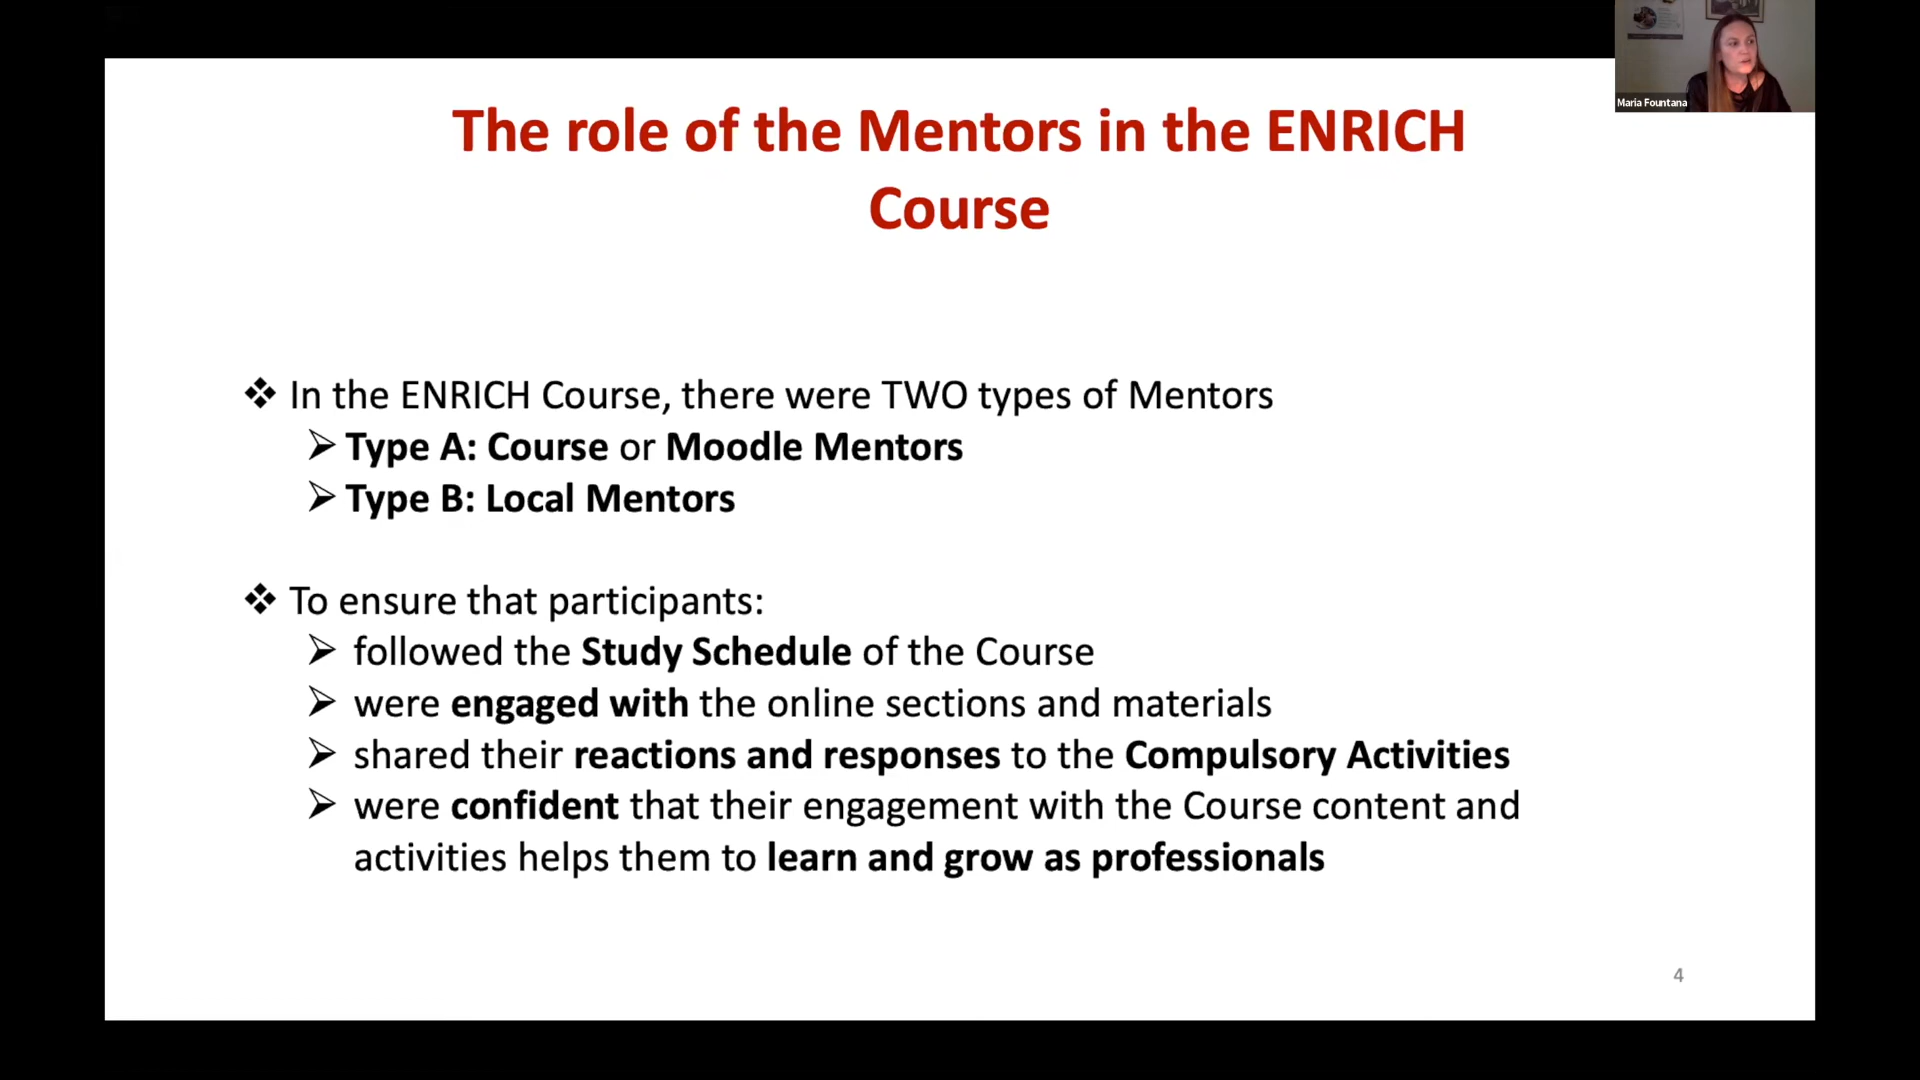 Maria Fountana
The role of the Mentors in the ENRICH
Course
❖ In the ENRICH Course, there were TWO types of Mentors
➢ Type A: Course or Moodle Mentors
➢ Type B: Local Mentors
❖ To ensure that participants:
➢ followed the Study Schedule of the Course
➢ were engaged with the online sections and materials
➢ shared their reactions and responses to the Compulsory Activities
➢ were confident that their engagement with the Course content and
activities helps them to learn and grow as professionals
4